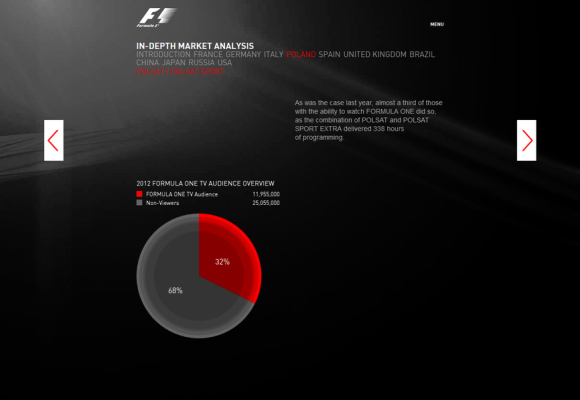 F1
Formula 1®
MENU
IN-DEPTH MARKET ANALYSIS
INTRODUCTION FRANCE GERMANY ITALY POLAND SPAIN UNITED KINGDOM BRAZIL
CHINA JAPAN RUSSIA USA
As was the case last year, almost a third of those
with the ability to watch FORMULA ONE did so,
as the combination of POLSAT and POLSAT
SPORT EXTRA delivered 336 hours
of programming.
2012 FORMULA ONE TV AUDIENCE OVERVIEW
FORMULA ONE TV Audience 11,955,000
Non-Viewers 25,055,000
32%
68%